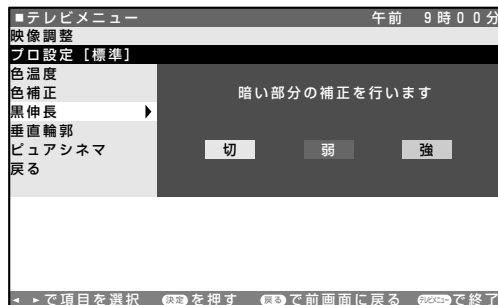 ■テレビメニュー 午前 9時00分
映像調整
プロ設定［標準］
色温度
色補正
黒伸長
垂直輪郭
ピュアシネマ
戻る
暗い部分の補正を行います
切 弱 強
で項目を選択 決定を押す 戻るで前画面に戻る テレビメニューで終了